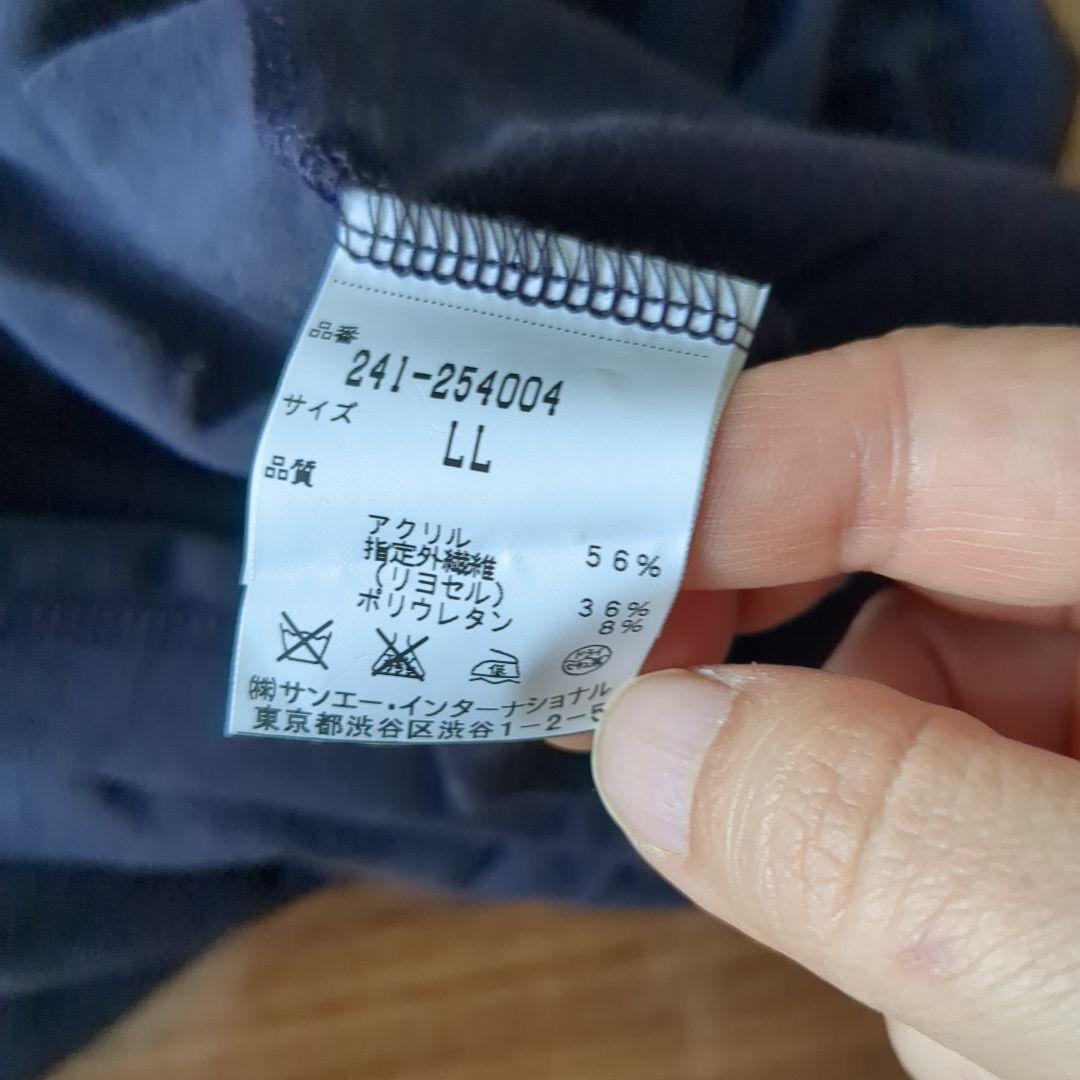 品番
241-254004
サイズ
LL
品質
アクリル 56%
指定外繊維
(リヨセル) 36%
ポリウレタン 8%
低
(株)サンエー・インターナショナル
東京都渋谷区渋谷1-2-5